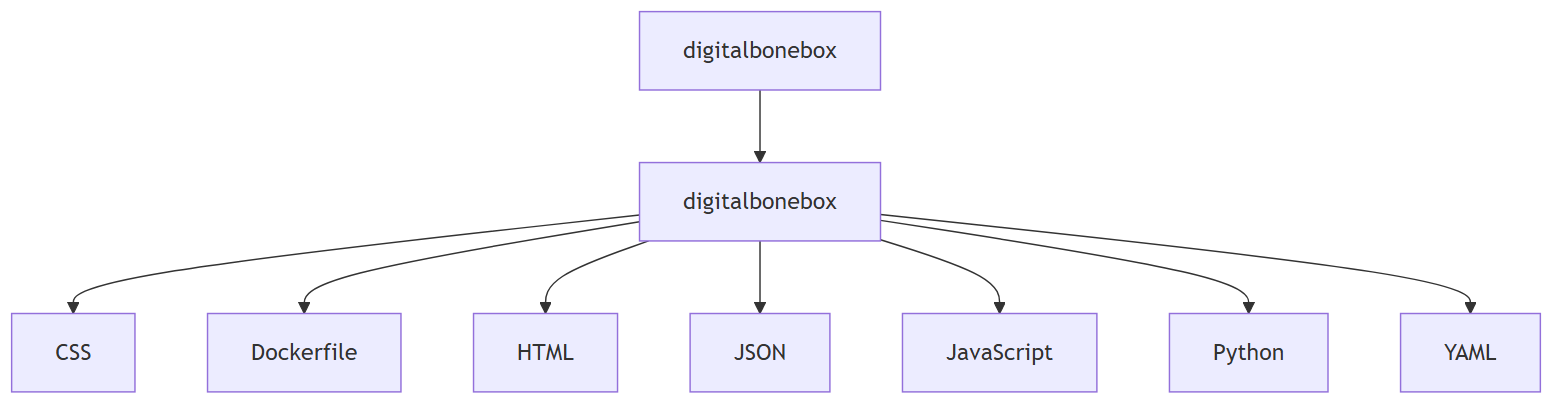 digitalbonebox
digitalbonebox
CSS
Dockerfile
HTML
JSON
JavaScript
Python
YAML